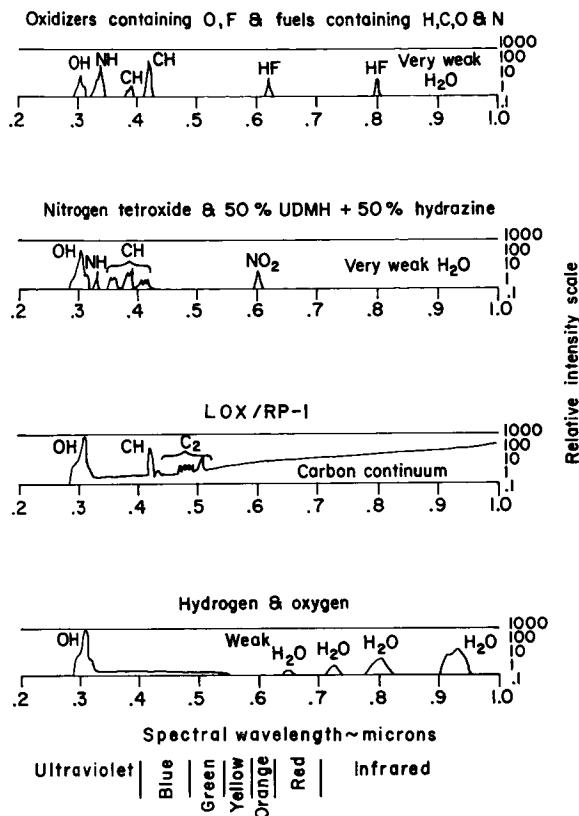 Oxidizers containing O,F & fuels containing H,C,O & N
OH NH CH CH HF HF Very weak H₂O
1000
100
10
.1
.2 .3 .4 .5 .6 .7 .8 .9 1.0
Nitrogen tetroxide & 50% UDMH + 50% hydrazine
OH NH CH NO₂ Very weak H₂O
1000
100
10
.1
.2 .3 .4 .5 .6 .7 .8 .9 1.0
LOX/RP-1
OH CH C₂ Carbon continuum
1000
100
10
.1
.2 .3 .4 .5 .6 .7 .8 .9 1.0
Hydrogen & oxygen
OH Weak H₂O H₂O H₂O H₂O
1000
100
10
.1
.2 .3 .4 .5 .6 .7 .8 .9 1.0
Relative intensity scale
Spectral wavelength~microns
Ultraviolet Blue Green Yellow Orange Red Infrared